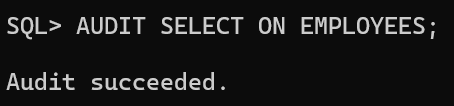 SQL> AUDIT SELECT ON EMPLOYEES;
Audit succeeded.